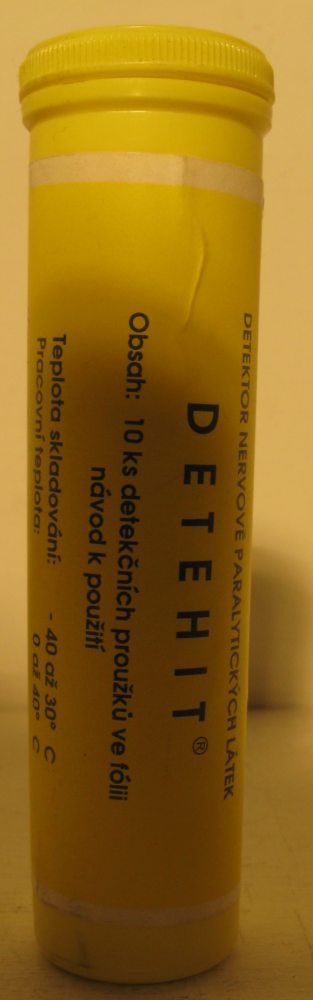 DETEKTOR NERVOVĚ PARALYTICKÝCH LÁTEK
DETEHIT®
Obsah: 10 ks detekčních proužků ve fólii
návod k použití
Teplota skladování: - 40 až 30° C
Pracovní teplota: 0 až 40° C